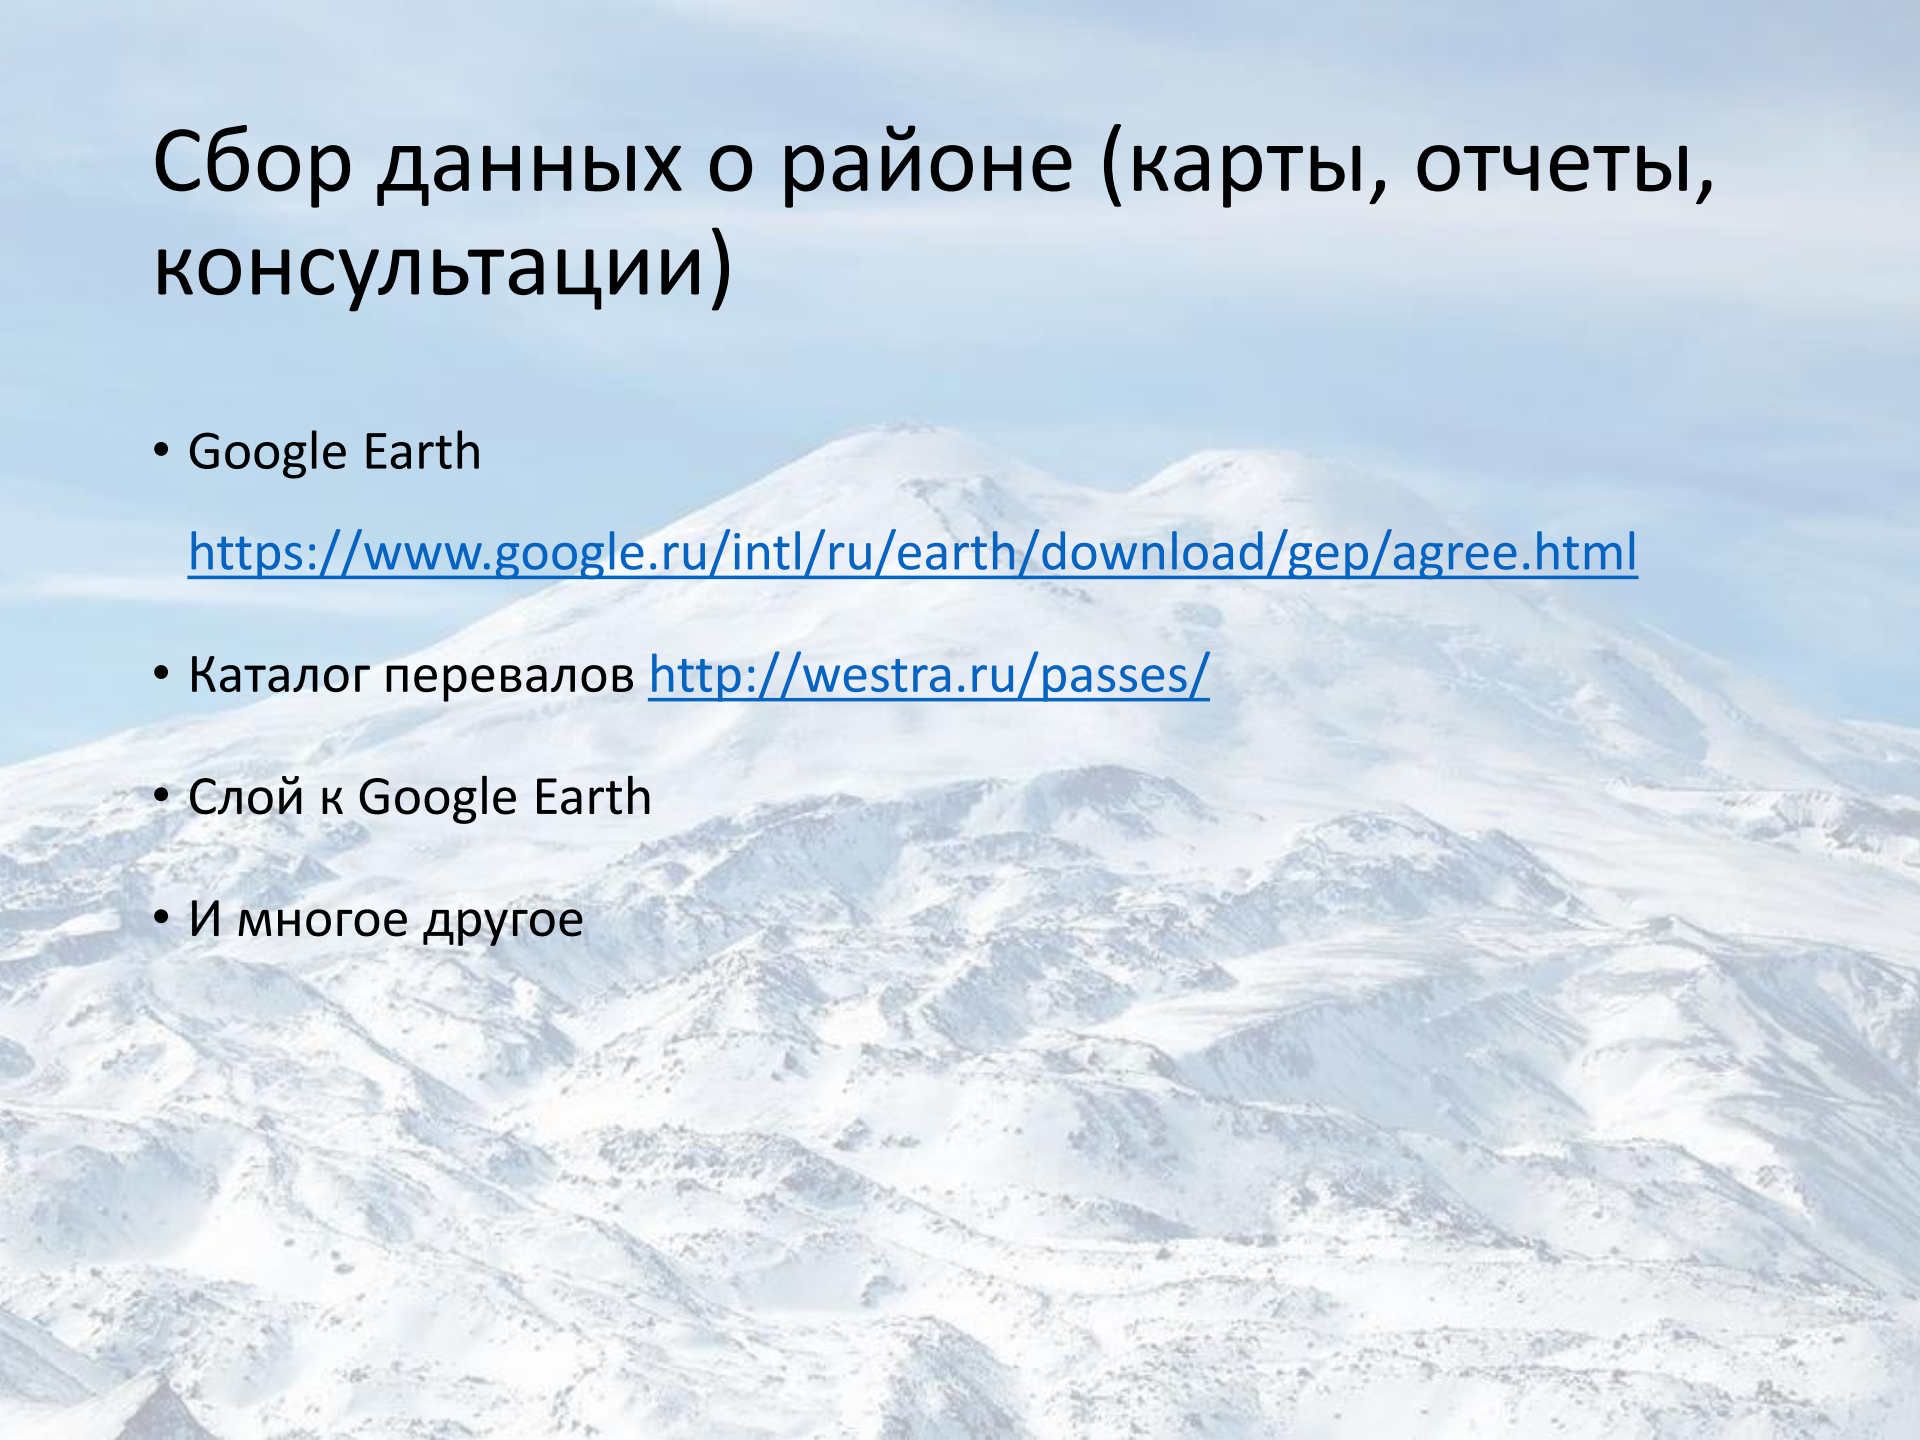 Сбор данных о районе (карты, отчеты,
консультации)
• Google Earth
https://www.google.ru/intl/ru/earth/download/gep/agree.html
• Каталог перевалов http://westra.ru/passes/
• Слой к Google Earth
• И многое другое